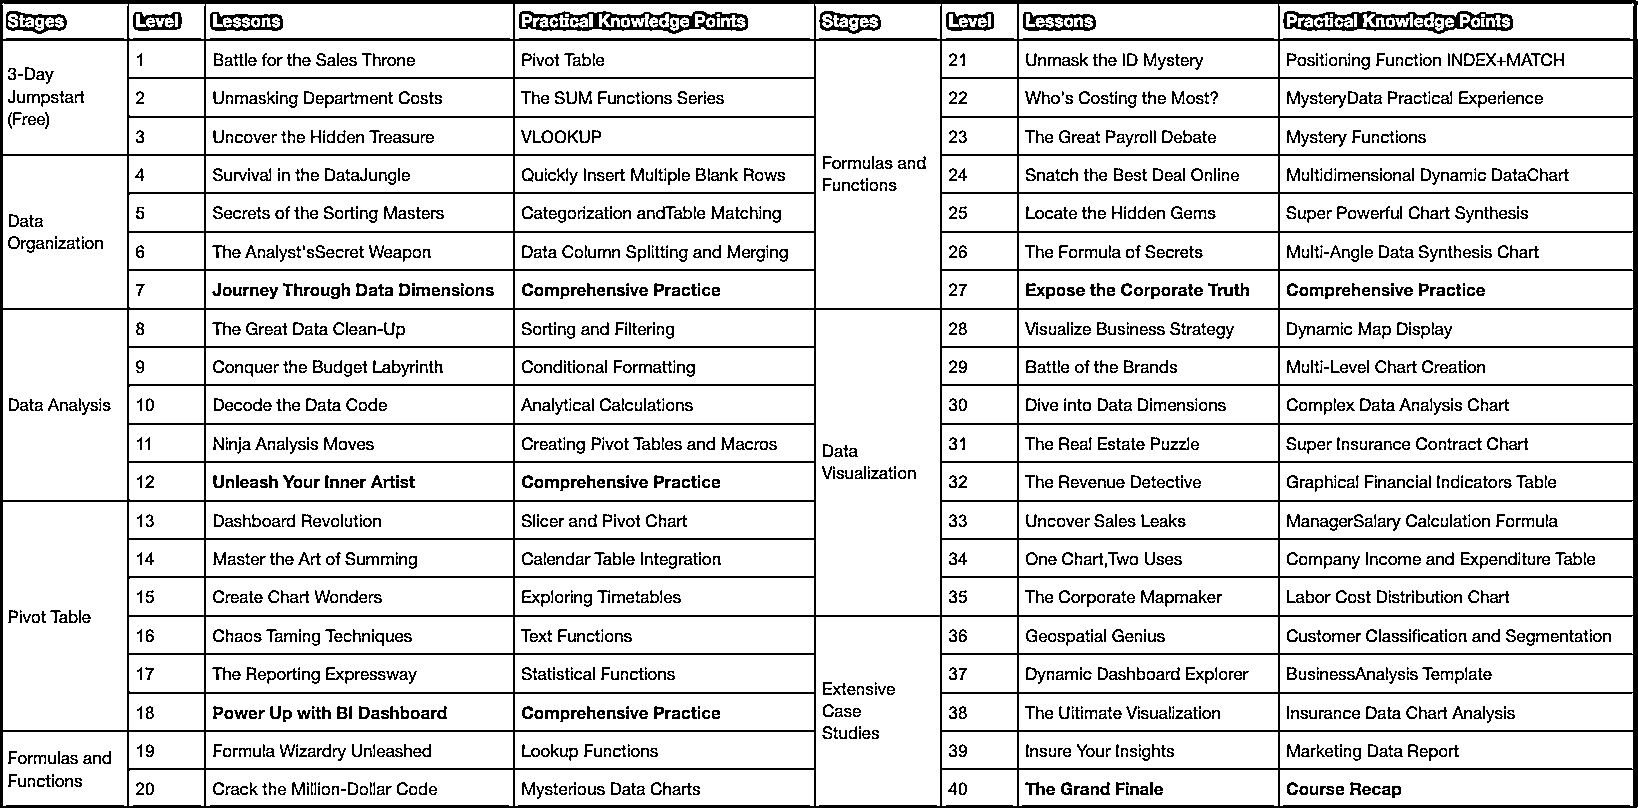 Stages Level Lessons Practical Knowledge Points Stages Level Lessons Practical Knowledge Points
3-Day
Jumpstart
(Free)
1 Battle for the Sales Throne Pivot Table
2 Unmasking Department Costs The SUM Functions Series
3 Uncover the Hidden Treasure VLOOKUP
Data
Organization
4 Survival in the DataJungle Quickly Insert Multiple Blank Rows
5 Secrets of the Sorting Masters Categorization andTable Matching
6 The Analyst'sSecret Weapon Data Column Splitting and Merging
7 Journey Through Data Dimensions Comprehensive Practice
Data Analysis
8 The Great Data Clean-Up Sorting and Filtering
9 Conquer the Budget Labyrinth Conditional Formatting
10 Decode the Data Code Analytical Calculations
11 Ninja Analysis Moves Creating Pivot Tables and Macros
12 Unleash Your Inner Artist Comprehensive Practice
Pivot Table
13 Dashboard Revolution Slicer and Pivot Chart
14 Master the Art of Summing Calendar Table Integration
15 Create Chart Wonders Exploring Timetables
16 Chaos Taming Techniques Text Functions
17 The Reporting Expressway Statistical Functions
18 Power Up with BI Dashboard Comprehensive Practice
Formulas and
Functions
19 Formula Wizardry Unleashed Lookup Functions
20 Crack the Million-Dollar Code Mysterious Data Charts
Formulas and
Functions
21 Unmask the ID Mystery Positioning Function INDEX+MATCH
22 Who's Costing the Most? MysteryData Practical Experience
23 The Great Payroll Debate Mystery Functions
24 Snatch the Best Deal Online Multidimensional Dynamic DataChart
25 Locate the Hidden Gems Super Powerful Chart Synthesis
26 The Formula of Secrets Multi-Angle Data Synthesis Chart
27 Expose the Corporate Truth Comprehensive Practice
Data
Visualization
28 Visualize Business Strategy Dynamic Map Display
29 Battle of the Brands Multi-Level Chart Creation
30 Dive into Data Dimensions Complex Data Analysis Chart
31 The Real Estate Puzzle Super Insurance Contract Chart
32 The Revenue Detective Graphical Financial Indicators Table
33 Uncover Sales Leaks ManagerSalary Calculation Formula
34 One Chart,Two Uses Company Income and Expenditure Table
35 The Corporate Mapmaker Labor Cost Distribution Chart
Extensive
Case
Studies
36 Geospatial Genius Customer Classification and Segmentation
37 Dynamic Dashboard Explorer BusinessAnalysis Template
38 The Ultimate Visualization Insurance Data Chart Analysis
39 Insure Your Insights Marketing Data Report
40 The Grand Finale Course Recap